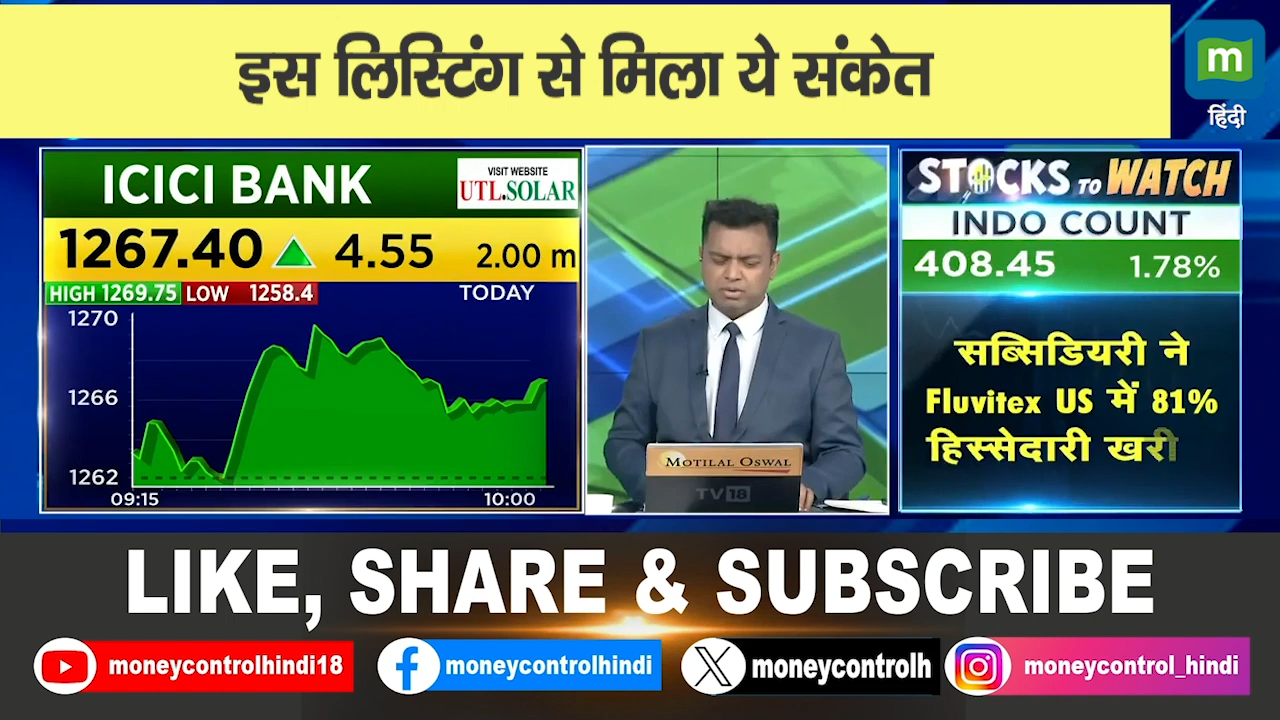 इस लिस्टिंग से मिला ये संकेत
m
हिंदी
ICICI BANK
VISIT WEBSITE
UTL.SOLAR
1267.40 4.55 2.00 m
HIGH 1269.75 LOW 1258.4
TODAY
1270
1266
1262
09:15 10:00
MOTILAL OSWAL
TV18
STOCKS TO WATCH
INDO COUNT
408.45 1.78%
सब्सिडियरी ने
Fluvitex US में 81%
हिस्सेदारी खरी
LIKE, SHARE & SUBSCRIBE
moneycontrolhindi18
moneycontrolhindi
moneycontrolh
moneycontrol_hindi